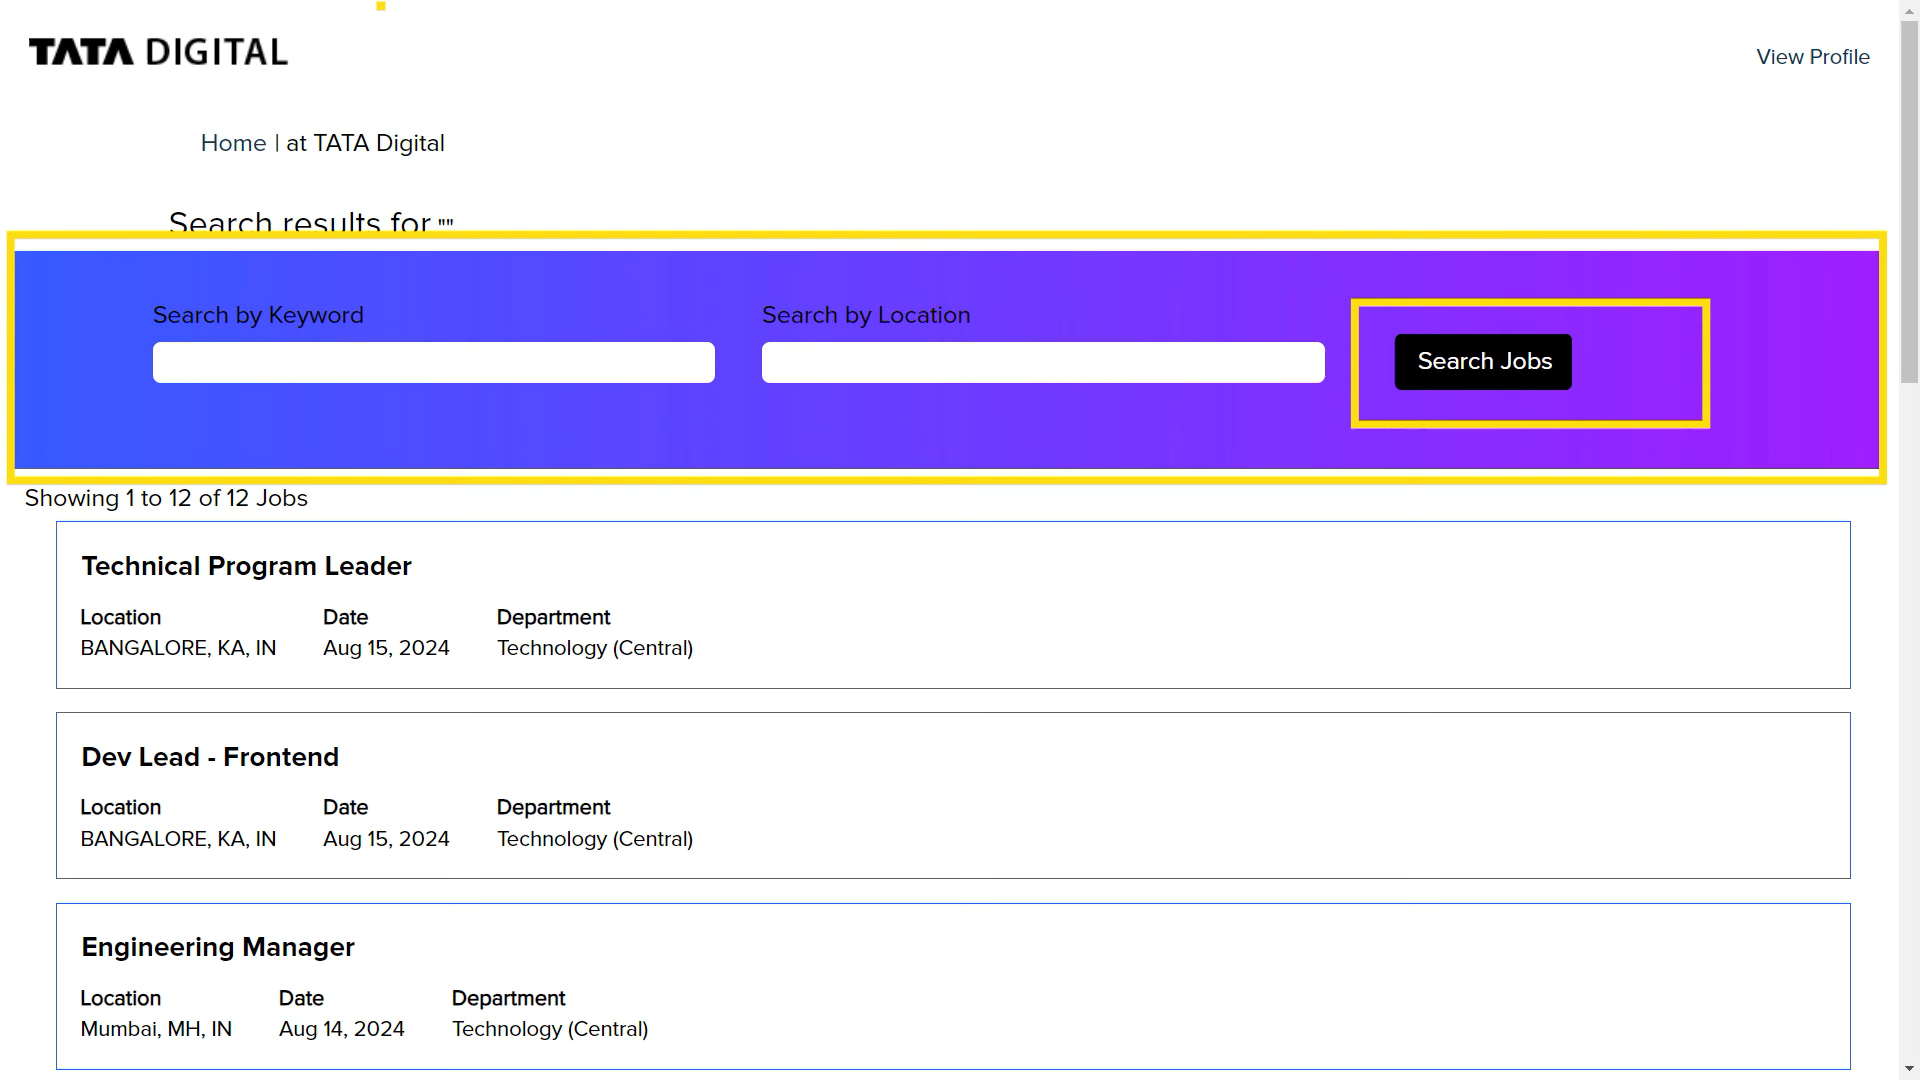 TATA DIGITAL
View Profile
Home | at TATA Digital
Search results for ""
Search by Keyword
Search by Location
Search Jobs
Showing 1 to 12 of 12 Jobs
Technical Program Leader
Location Date Department
BANGALORE, KA, IN Aug 15, 2024 Technology (Central)
Dev Lead - Frontend
Location Date Department
BANGALORE, KA, IN Aug 15, 2024 Technology (Central)
Engineering Manager
Location Date Department
Mumbai, MH, IN Aug 14, 2024 Technology (Central)